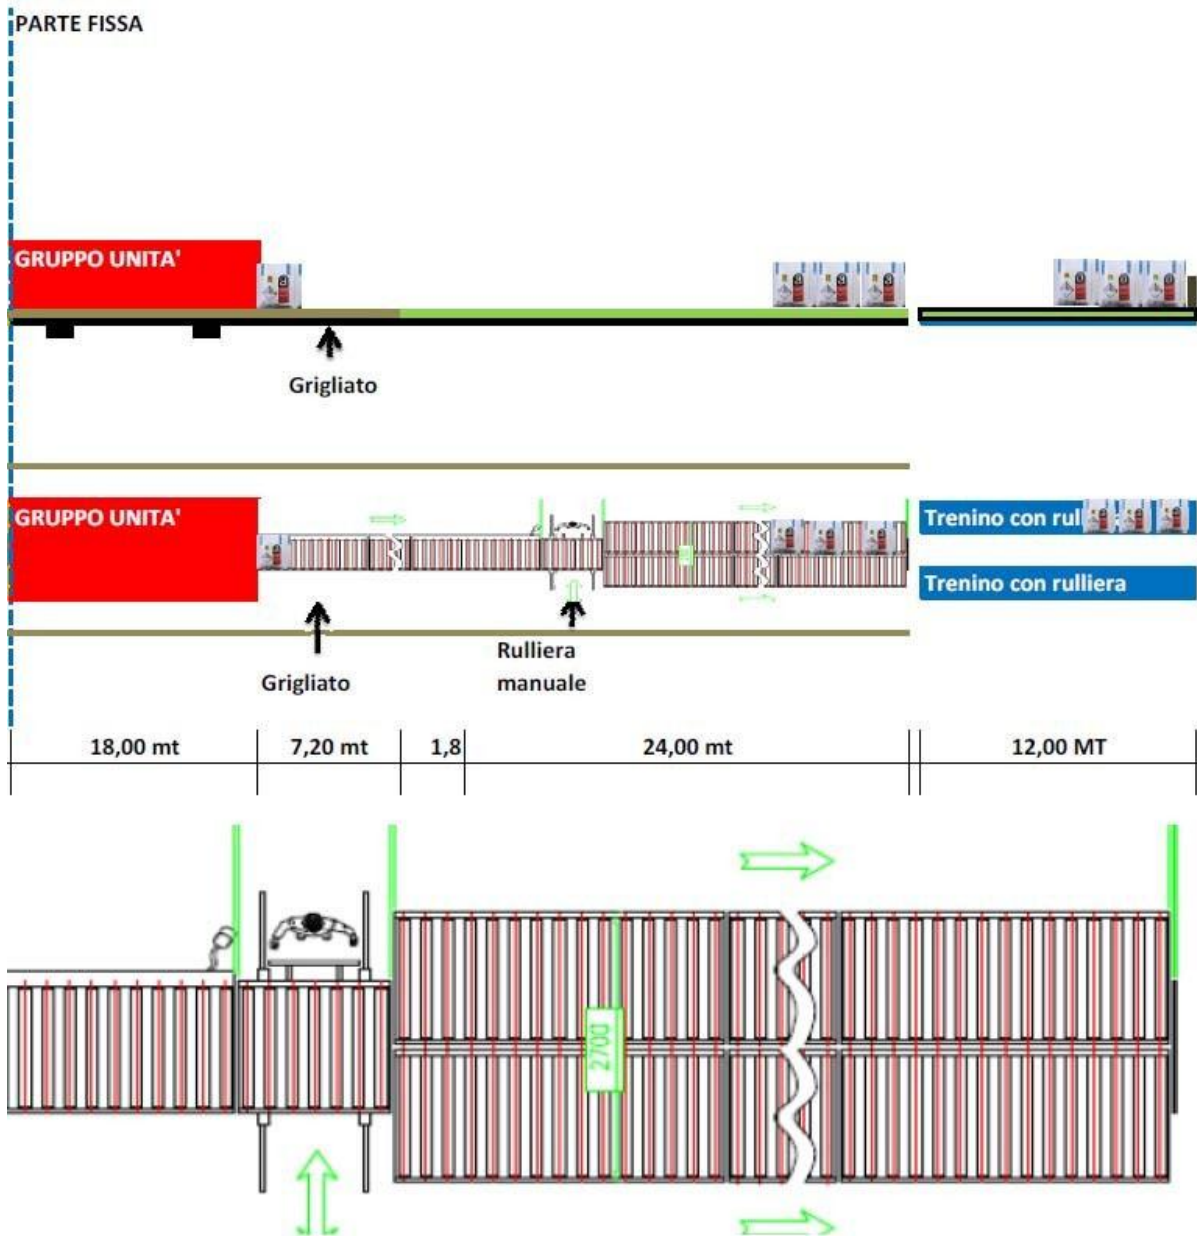 PARTE FISSA
GRUPPO UNITA'
Grigliato
GRUPPO UNITA'
Trenino con rul
Trenino con rulliera
Rulliera
manuale
Grigliato
18,00 mt
7,20 mt
1,8
24,00 mt
12,00 MT
2700